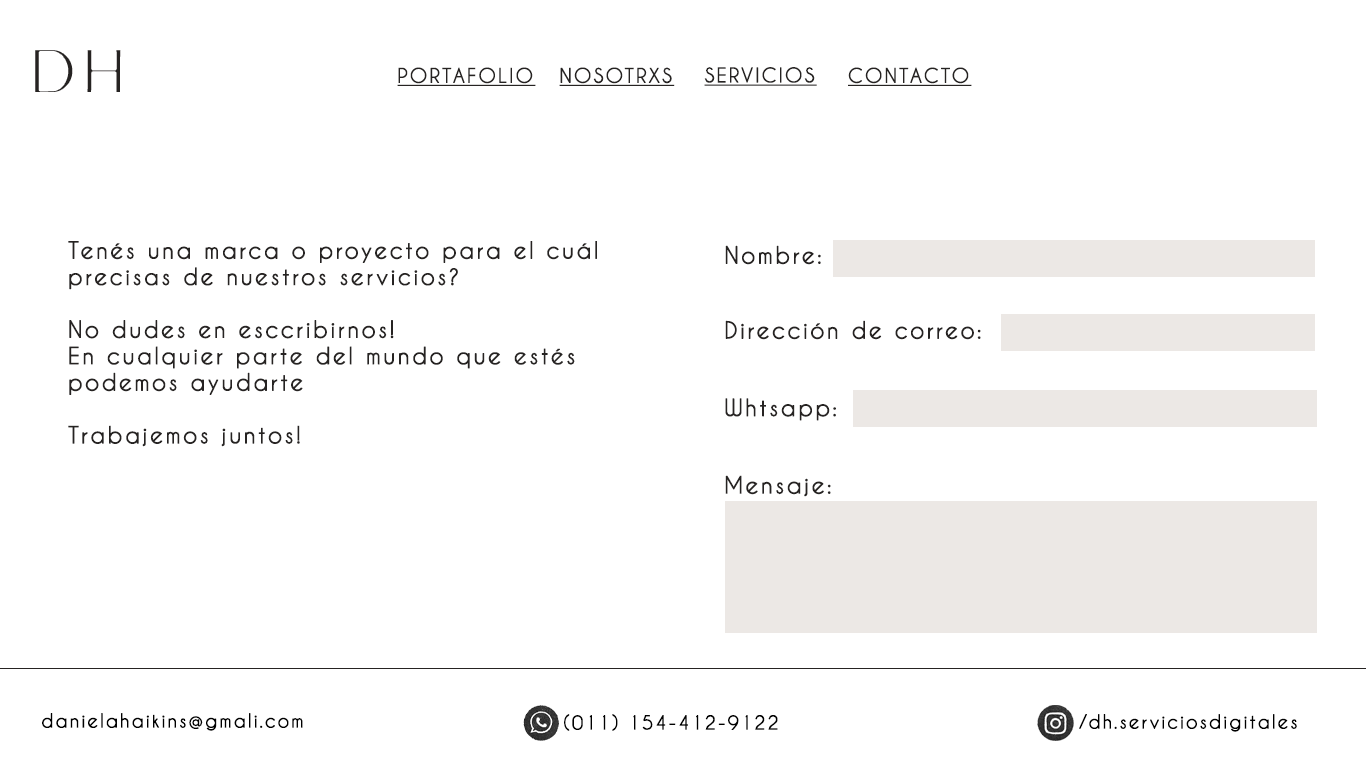 DH
PORTAFOLIO NOSOTRXS SERVICIOS CONTACTO
Tenés una marca o proyecto para el cuál
precisas de nuestros servicios?
No dudes en esccribirnos!
En cualquier parte del mundo que estés
podemos ayudarte
Trabajemos juntos!
Nombre:
Dirección de correo:
Whtsapp:
Mensaje:
danielahaikins@gmali.com
(011) 154-412-9122
/dh.serviciosdigitales